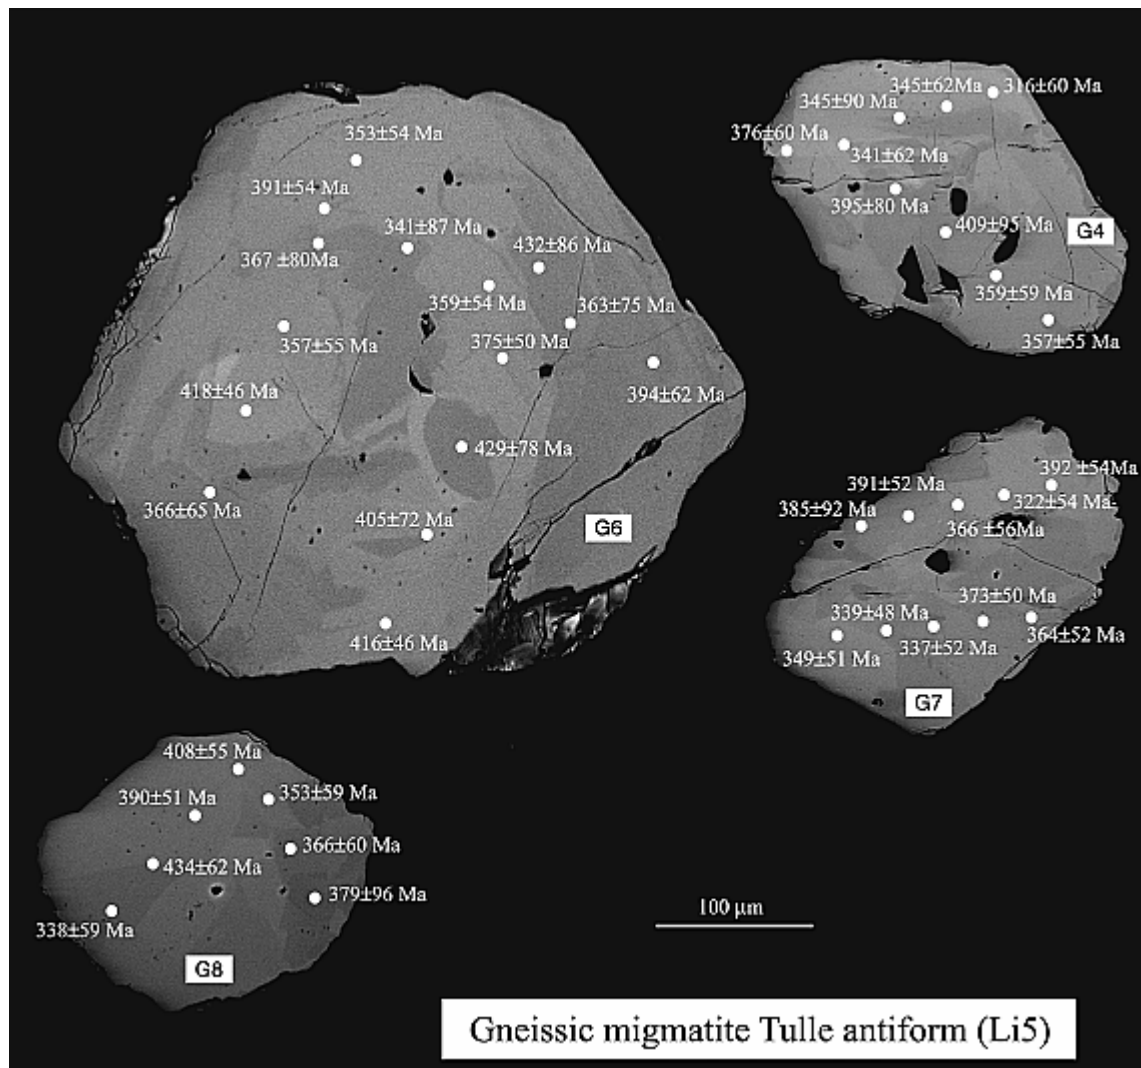 353±54 Ma
391±54 Ma
341±87 Ma
367 ±80Ma
432±86 Ma
359±54 Ma
363±75 Ma
357±55 Ma
375±50 Ma
394±62 Ma
418±46 Ma
429±78 Ma
366±65 Ma
405±72 Ma
G6
416±46 Ma
345±62Ma
316±60 Ma
345±90 Ma
376±60 Ma
341±62 Ma
395±80 Ma
409±95 Ma
G4
359±59 Ma
357±55 Ma
392 ±54Ma
391±52 Ma
322±54 Ma
385±92 Ma
366 ±56Ma
373±50 Ma
339±48 Ma
364±52 Ma
337±52 Ma
349±51 Ma
G7
408±55 Ma
390±51 Ma
353±59 Ma
366±60 Ma
434±62 Ma
379±96 Ma
338±59 Ma
G8
100 µm
Gneissic migmatite Tulle antiform (Li5)